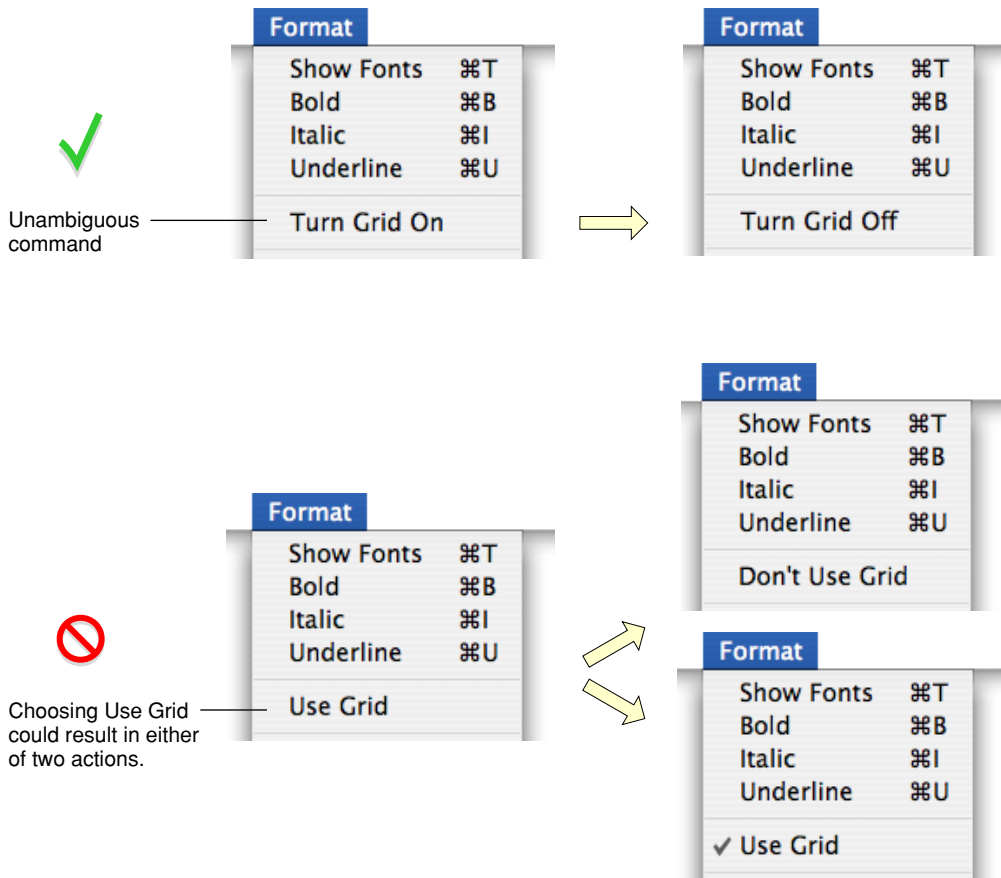 Format
Show Fonts ⌘T
Bold ⌘B
Italic ⌘I
Underline ⌘U
Turn Grid On
Unambiguous
command
Format
Show Fonts ⌘T
Bold ⌘B
Italic ⌘I
Underline ⌘U
Turn Grid Off
Format
Show Fonts ⌘T
Bold ⌘B
Italic ⌘I
Underline ⌘U
Use Grid
Choosing Use Grid
could result in either
of two actions.
Format
Show Fonts ⌘T
Bold ⌘B
Italic ⌘I
Underline ⌘U
Don't Use Grid
Format
Show Fonts ⌘T
Bold ⌘B
Italic ⌘I
Underline ⌘U
✓ Use Grid